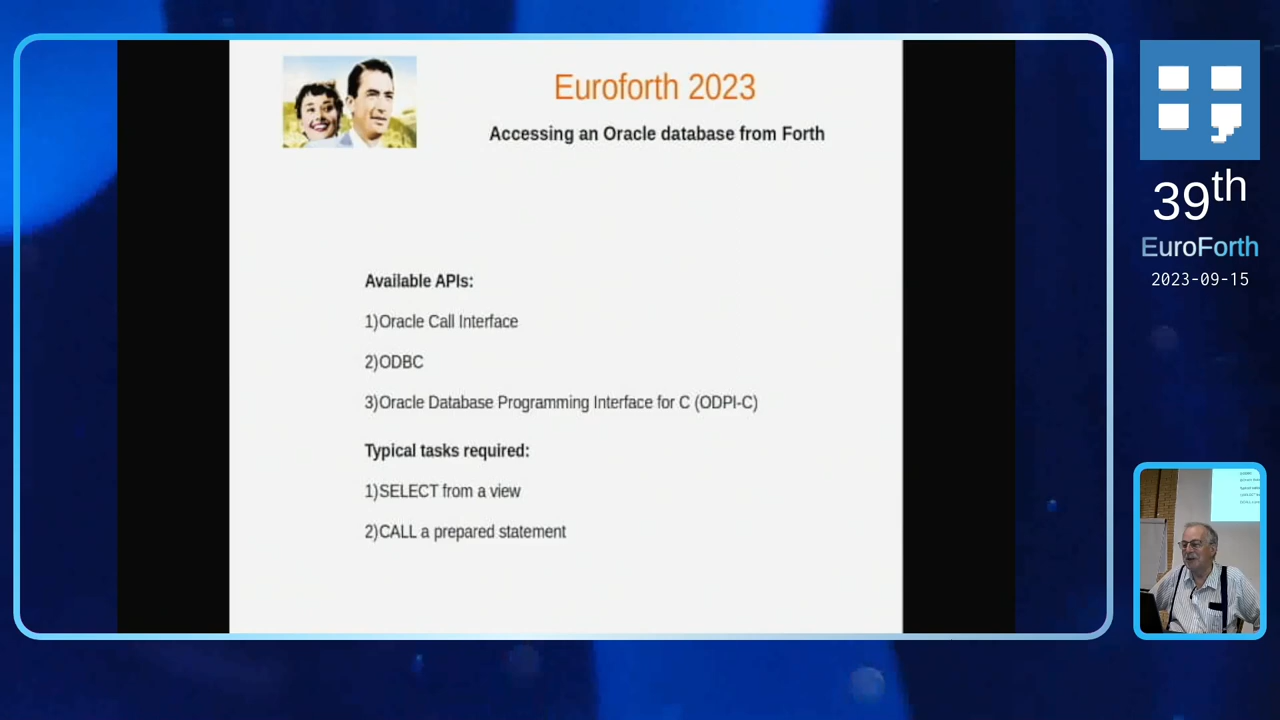 Euroforth 2023
Accessing an Oracle database from Forth
Available APIs:
1)Oracle Call Interface
2)ODBC
3)Oracle Database Programming Interface for C (ODPI-C)
Typical tasks required:
1)SELECT from a view
2)CALL a prepared statement
39th
EuroForth
2023-09-15